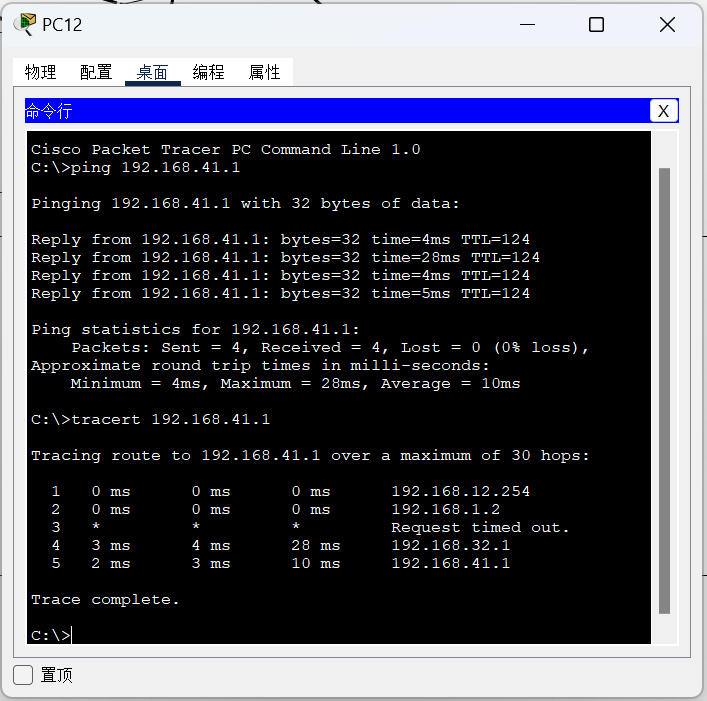 PC12
物理 配置 桌面 编程 属性
命令行 X
Cisco Packet Tracer PC Command Line 1.0
C:\>ping 192.168.41.1
Pinging 192.168.41.1 with 32 bytes of data:
Reply from 192.168.41.1: bytes=32 time=4ms TTL=124
Reply from 192.168.41.1: bytes=32 time=28ms TTL=124
Reply from 192.168.41.1: bytes=32 time=4ms TTL=124
Reply from 192.168.41.1: bytes=32 time=5ms TTL=124
Ping statistics for 192.168.41.1:
Packets: Sent = 4, Received = 4, Lost = 0 (0% loss),
Approximate round trip times in milli-seconds:
Minimum = 4ms, Maximum = 28ms, Average = 10ms
C:\>tracert 192.168.41.1
Tracing route to 192.168.41.1 over a maximum of 30 hops:
1 0 ms 0 ms 0 ms 192.168.12.254
2 0 ms 0 ms 0 ms 192.168.1.2
3 * * * Request timed out.
4 3 ms 4 ms 28 ms 192.168.32.1
5 2 ms 3 ms 10 ms 192.168.41.1
Trace complete.
C:\>
置顶